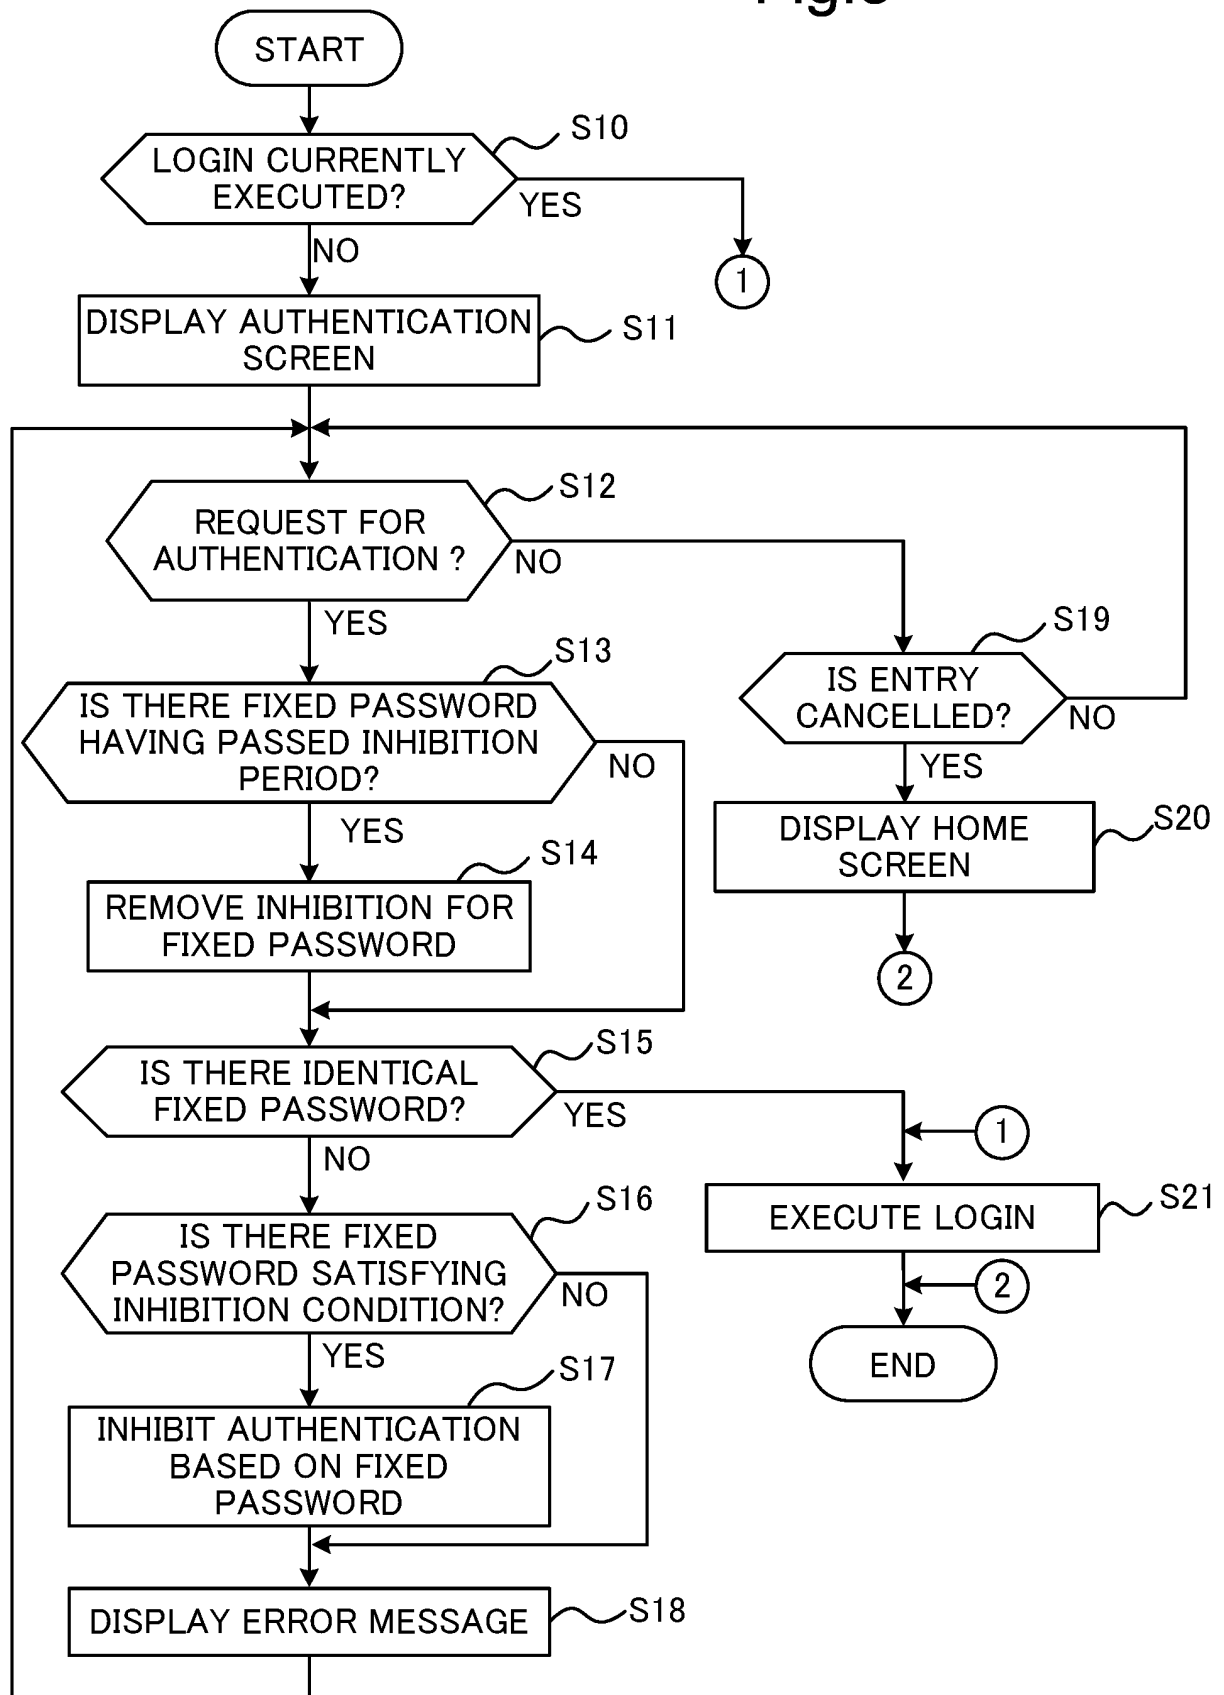 START
S10
LOGIN CURRENTLY
EXECUTED?
YES
NO
1
DISPLAY AUTHENTICATION
SCREEN
S11
S12
REQUEST FOR
AUTHENTICATION ?
NO
YES
S19
IS ENTRY
CANCELLED?
NO
YES
S13
IS THERE FIXED PASSWORD
HAVING PASSED INHIBITION
PERIOD?
NO
YES
S20
DISPLAY HOME
SCREEN
2
S14
REMOVE INHIBITION FOR
FIXED PASSWORD
S15
IS THERE IDENTICAL
FIXED PASSWORD?
YES
NO
1
S21
EXECUTE LOGIN
2
END
S16
IS THERE FIXED
PASSWORD SATISFYING
INHIBITION CONDITION?
NO
YES
S17
INHIBIT AUTHENTICATION
BASED ON FIXED
PASSWORD
DISPLAY ERROR MESSAGE
S18